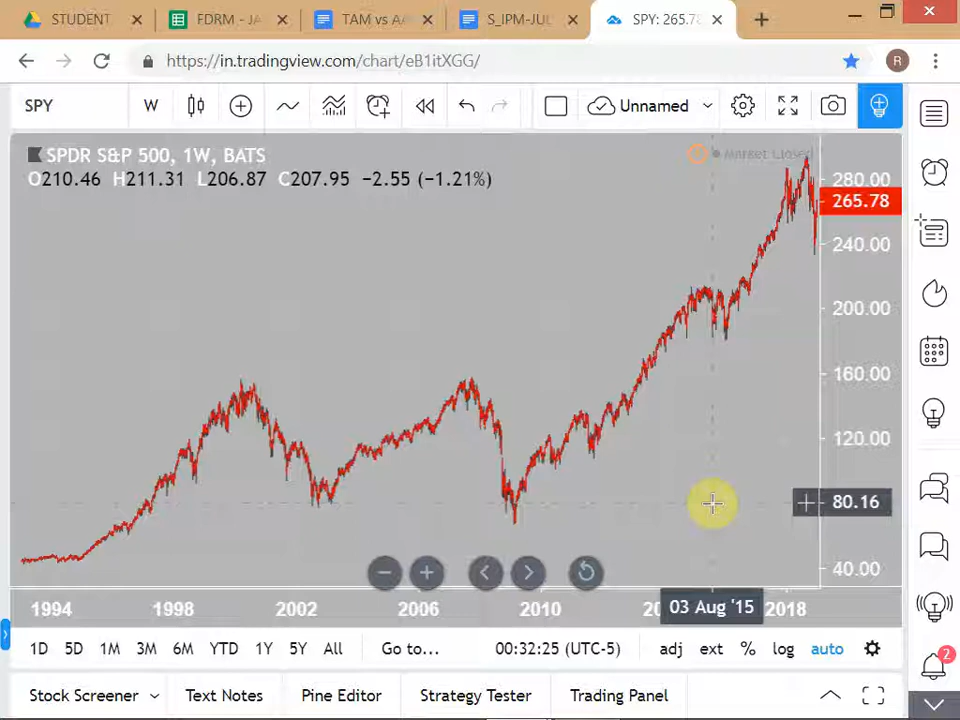 STUDENT
FDRM - JA
TAM vs AA
S_IPM-JUL
SPY: 265.7
https://in.tradingview.com/chart/eB1itXGG/
R
SPY
W
Unnamed
SPDR S&P 500, 1W, BATS
Market Closed
O210.46 H211.31 L206.87 C207.95 −2.55 (−1.21%)
280.00
265.78
240.00
200.00
160.00
120.00
80.16
40.00
1994
1998
2002
2006
2010
03 Aug '15
2018
1D 5D 1M 3M 6M YTD 1Y 5Y All Go to... 00:32:25 (UTC-5) adj ext % log auto
2
Stock Screener Text Notes Pine Editor Strategy Tester Trading Panel